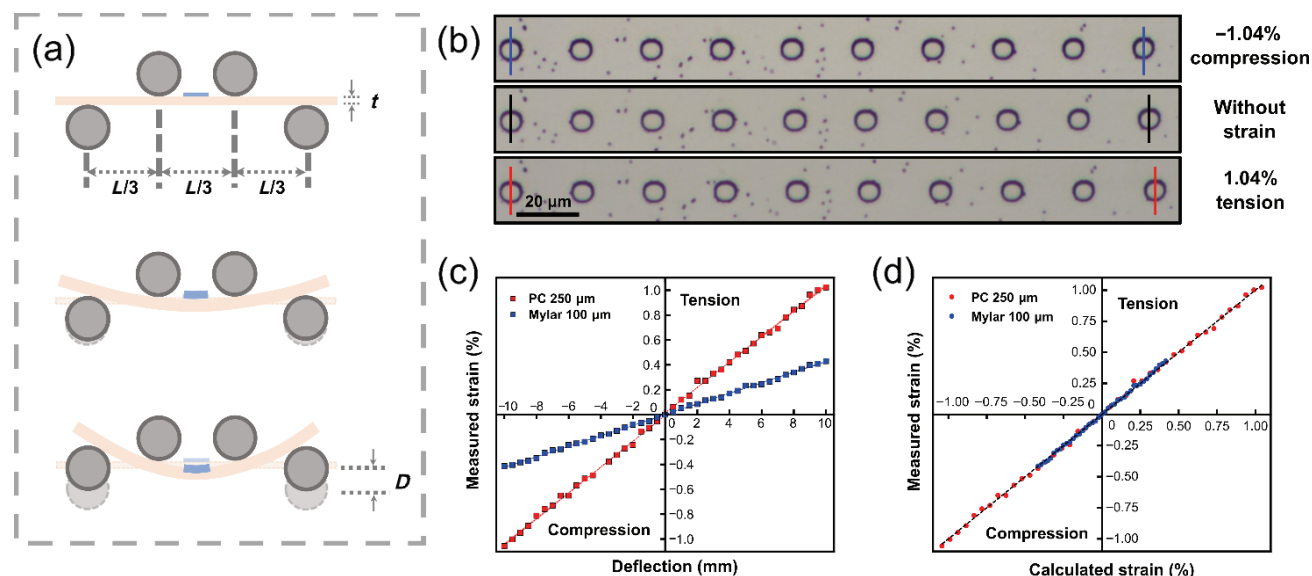 (a)
t
L/3 L/3 L/3
D
(b)
−1.04%
compression
Without
strain
1.04%
tension
20 μm
(c)
PC 250 μm
Mylar 100 μm
Tension
Compression
Measured strain (%)
1.0
0.8
0.6
0.4
0.2
−10 −8 −6 −4 −2 0
0 2 4 6 8 10
−0.2
−0.4
−0.6
−0.8
−1.0
Deflection (mm)
(d)
PC 250 μm
Mylar 100 μm
Tension
Compression
Measured strain (%)
1.00
0.75
0.50
0.25
−1.00 −0.75 −0.50 −0.25
0 0.25 0.50 0.75 1.00
−0.25
−0.50
−0.75
−1.00
Calculated strain (%)